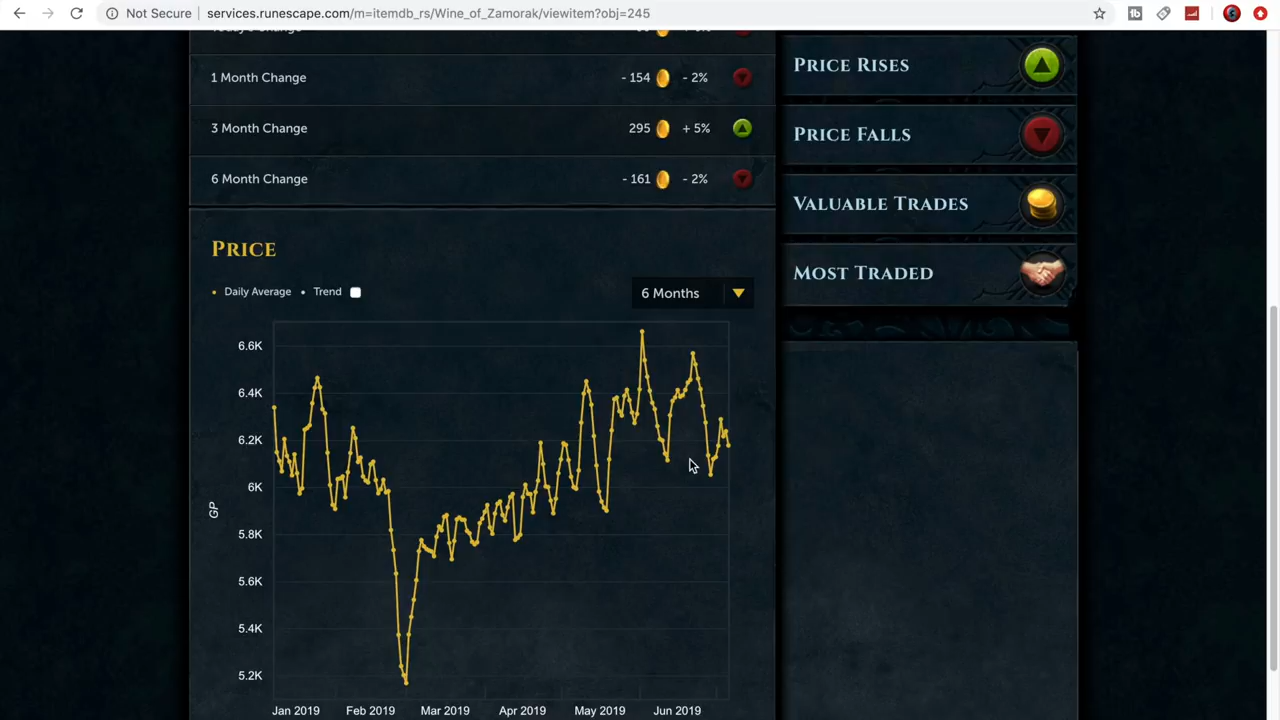 Not Secure services.runescape.com/m=itemdb_rs/Wine_of_Zamorak/viewitem?obj=245
1 Month Change - 154 - 2%
3 Month Change 295 + 5%
6 Month Change - 161 - 2%
PRICE RISES
PRICE FALLS
VALUABLE TRADES
MOST TRADED
PRICE
Daily Average Trend
6 Months
6.6K
6.4K
6.2K
6K
5.8K
5.6K
5.4K
5.2K
GP
Jan 2019 Feb 2019 Mar 2019 Apr 2019 May 2019 Jun 2019